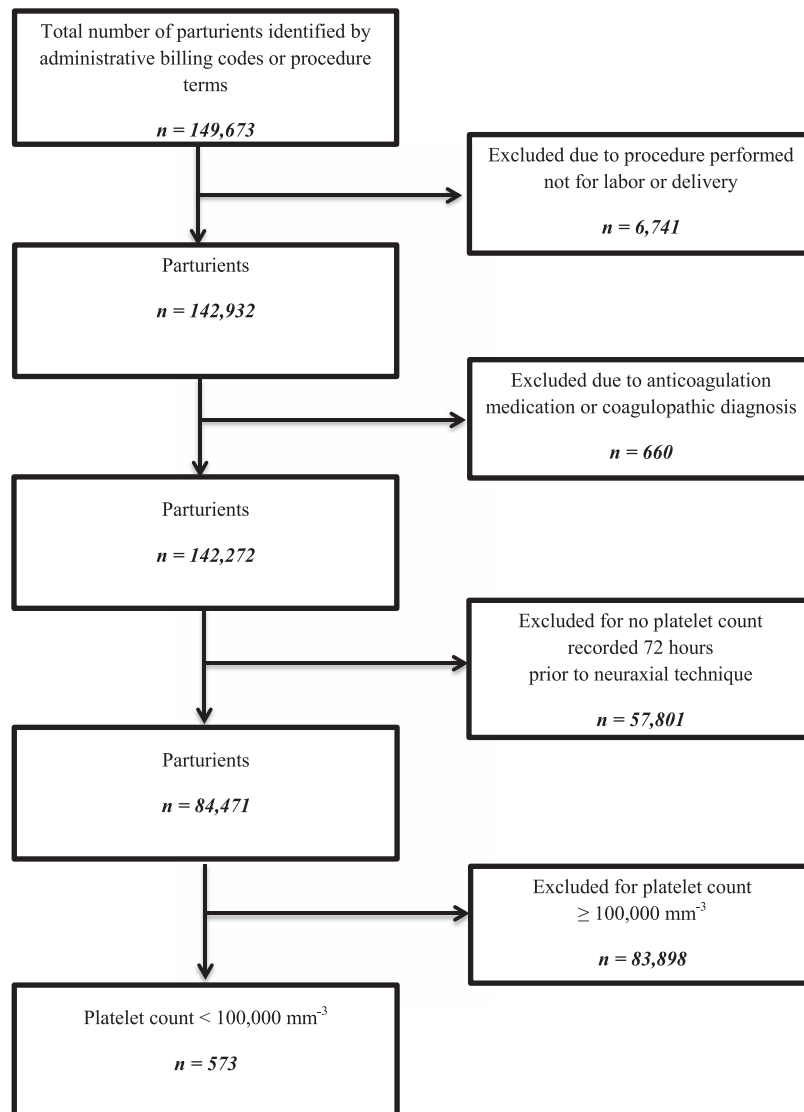 Total number of parturients identified by
administrative billing codes or procedure
terms
n = 149,673
Excluded due to procedure performed
not for labor or delivery
n = 6,741
Parturients
n = 142,932
Excluded due to anticoagulation
medication or coagulopathic diagnosis
n = 660
Parturients
n = 142,272
Excluded for no platelet count
recorded 72 hours
prior to neuraxial technique
n = 57,801
Parturients
n = 84,471
Excluded for platelet count
≥ 100,000 mm⁻³
n = 83,898
Platelet count < 100,000 mm⁻³
n = 573